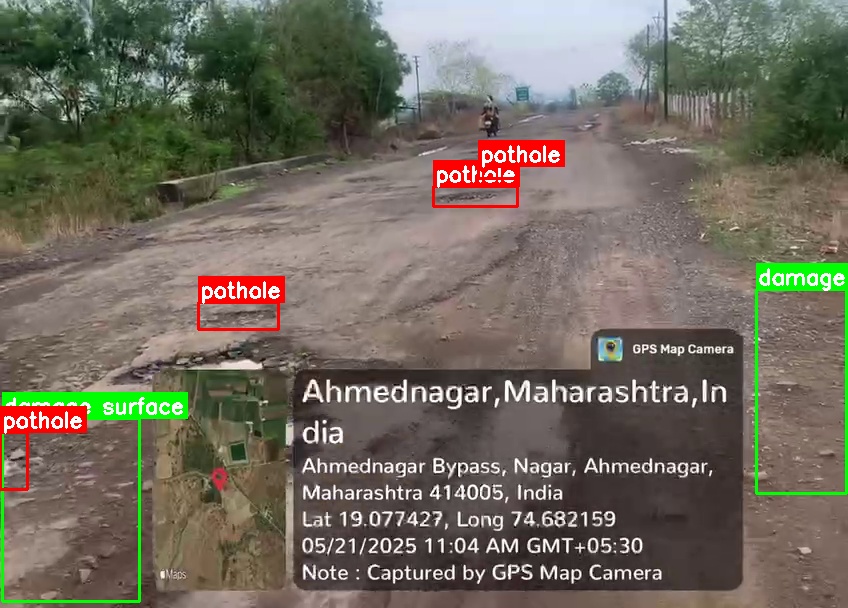 pothole
pothole
pothole
damage
GPS Map Camera
damage surface
pothole
Ahmednagar,Maharashtra,In
dia
Ahmednagar Bypass, Nagar, Ahmednagar,
Maharashtra 414005, India
Lat 19.077427, Long 74.682159
05/21/2025 11:04 AM GMT+05:30
Note : Captured by GPS Map Camera
Maps